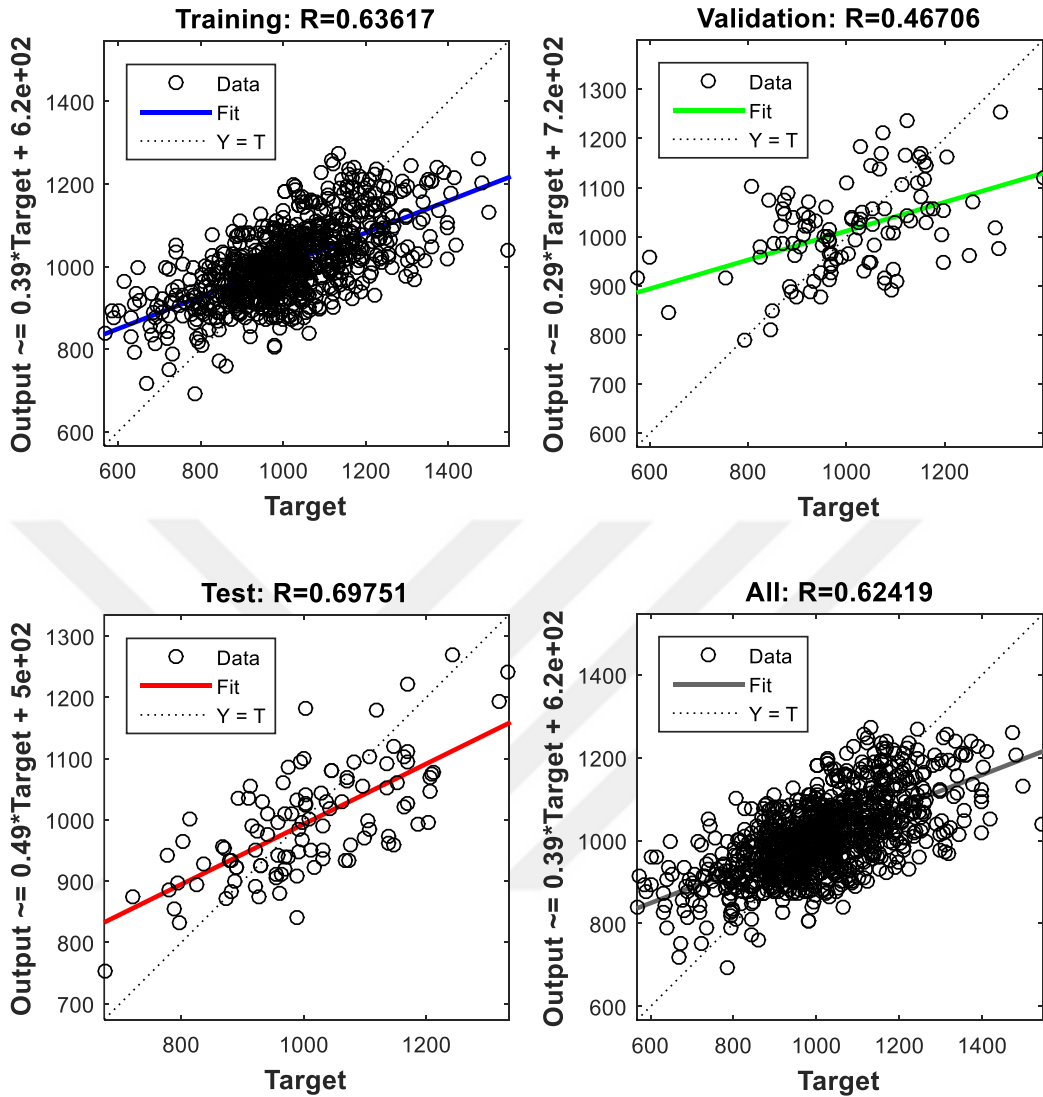 Training: R=0.63617
Output ~= 0.39*Target + 6.2e+02
1400
1200
1000
800
600
Data
Fit
Y = T
600 800 1000 1200 1400
Target
Validation: R=0.46706
Output ~= 0.29*Target + 7.2e+02
1300
1200
1100
1000
900
800
700
600
Data
Fit
Y = T
600 800 1000 1200
Target
Test: R=0.69751
Output ~= 0.49*Target + 5e+02
1300
1200
1100
1000
900
800
700
Data
Fit
Y = T
800 1000 1200
Target
All: R=0.62419
Output ~= 0.39*Target + 6.2e+02
1400
1200
1000
800
600
Data
Fit
Y = T
600 800 1000 1200 1400
Target